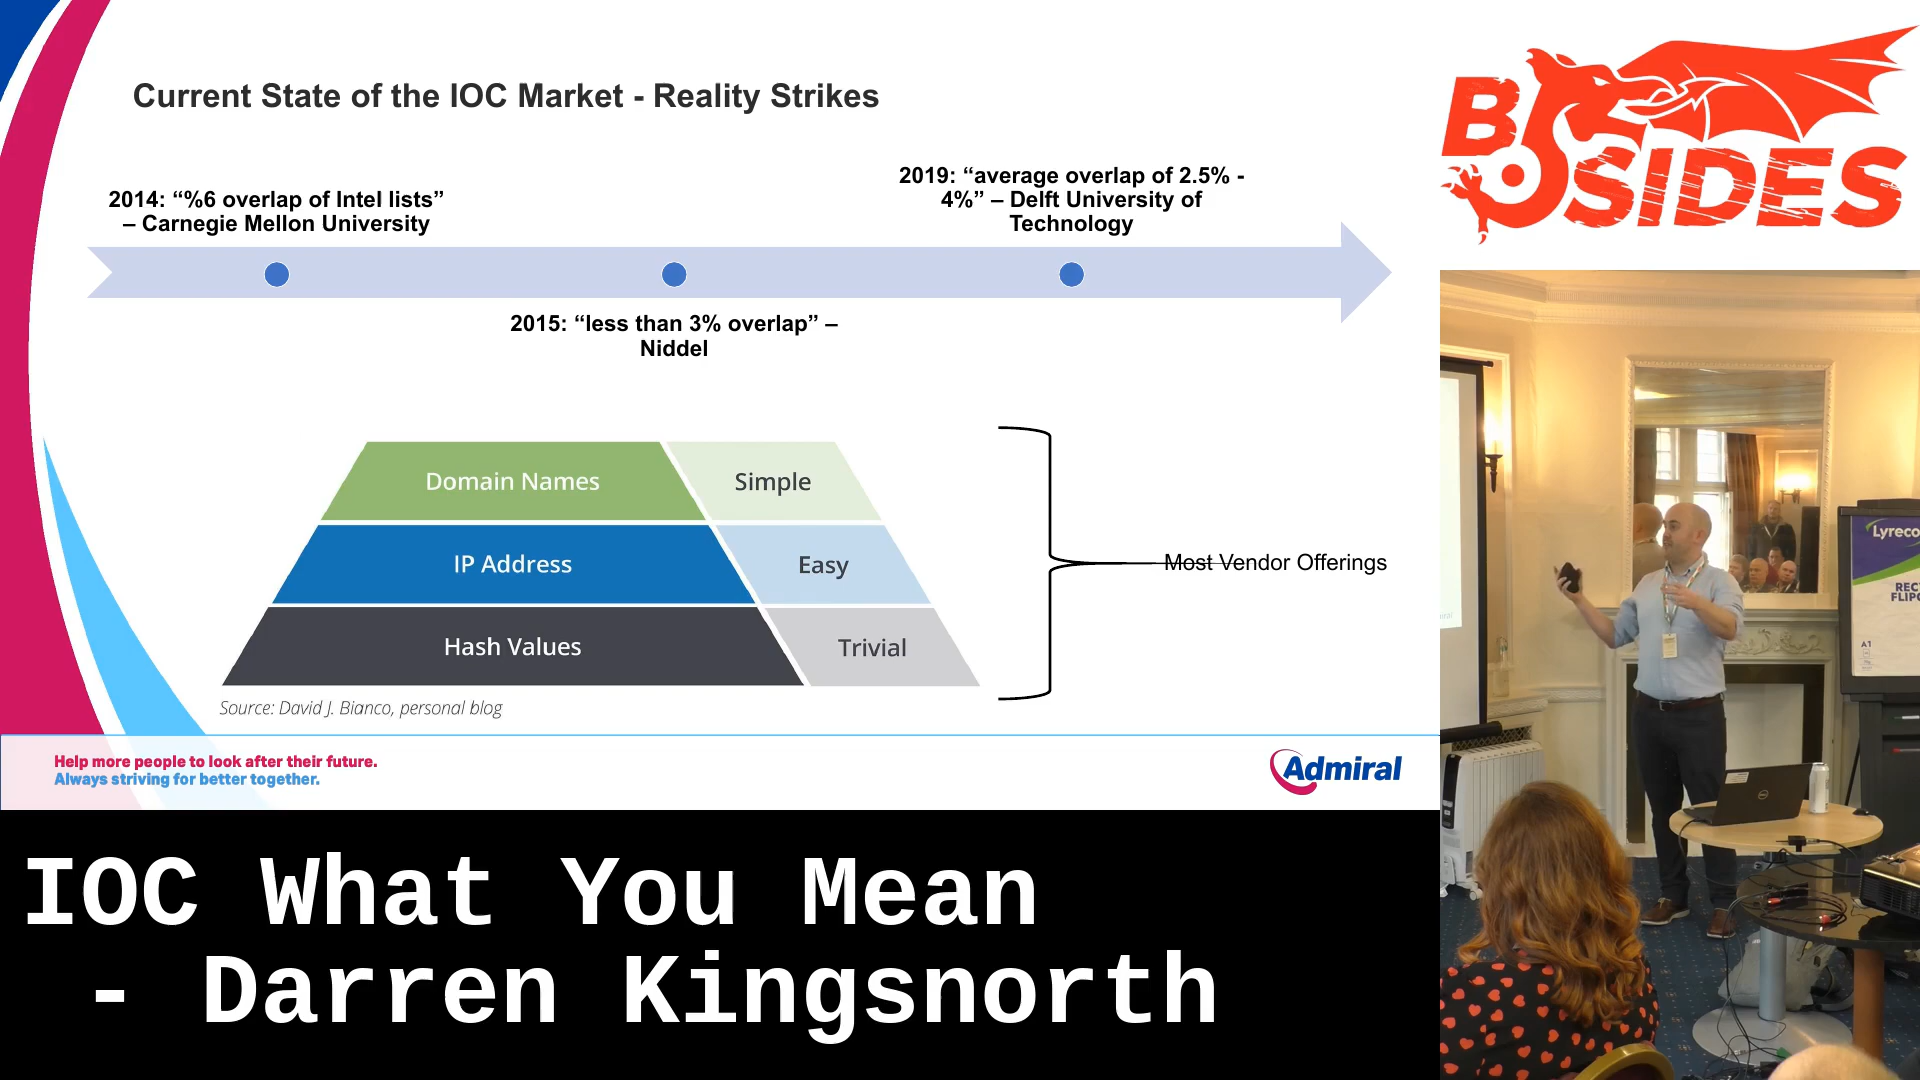 Current State of the IOC Market - Reality Strikes
2014: “%6 overlap of Intel lists”
– Carnegie Mellon University
2019: “average overlap of 2.5% -
4%” – Delft University of
Technology
2015: “less than 3% overlap” –
Niddel
Domain Names
Simple
IP Address
Easy
Hash Values
Trivial
Most Vendor Offerings
Source: David J. Bianco, personal blog
Help more people to look after their future.
Always striving for better together.
Admiral
BSIDES
Lyreco
A1
IOC What You Mean
- Darren Kingsnorth